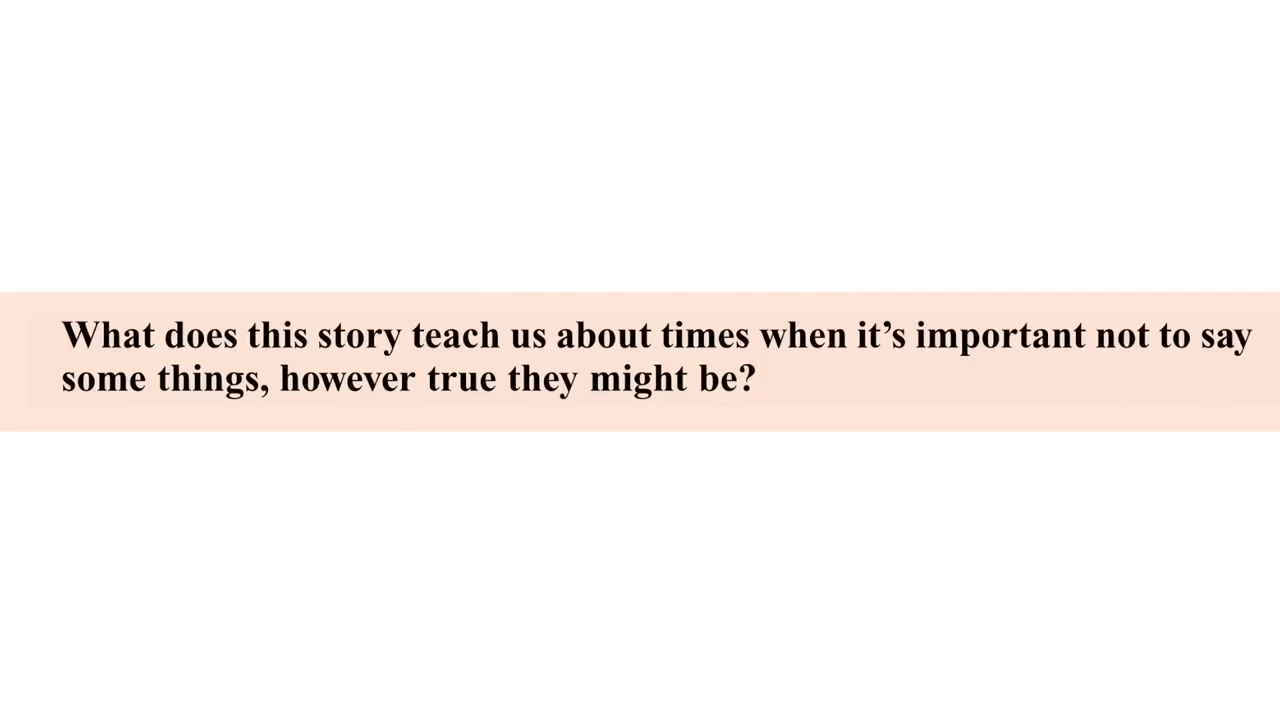 What does this story teach us about times when it’s important not to say
some things, however true they might be?